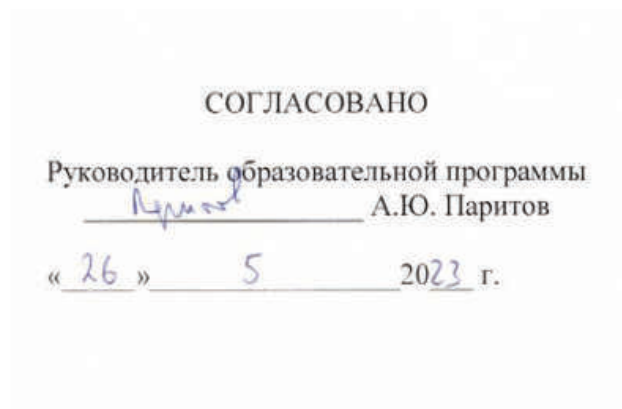 СОГЛАСОВАНО
Руководитель образовательной программы
А.Ю. Паритов
« 26 » 5 2023 г.